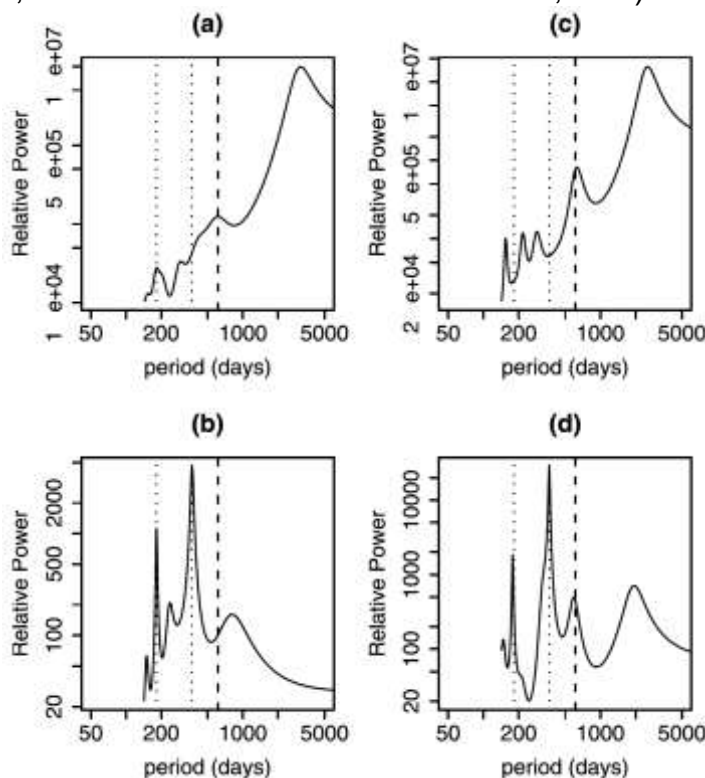 (a)
Relative Power
1 e+04 5 e+05 1 e+07
50 200 1000 5000
period (days)
(c)
Relative Power
2 e+04 5 e+05 1 e+07
50 200 1000 5000
period (days)
(b)
Relative Power
20 100 500 2000
50 200 1000 5000
period (days)
(d)
Relative Power
20 100 1000 10000
50 200 1000 5000
period (days)